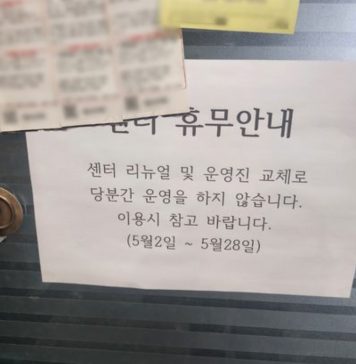 휴무안내
센터 리뉴얼 및 운영진 교체로
당분간 운영을 하지 않습니다.
이용시 참고 바랍니다.
(5월2일 ~ 5월28일)